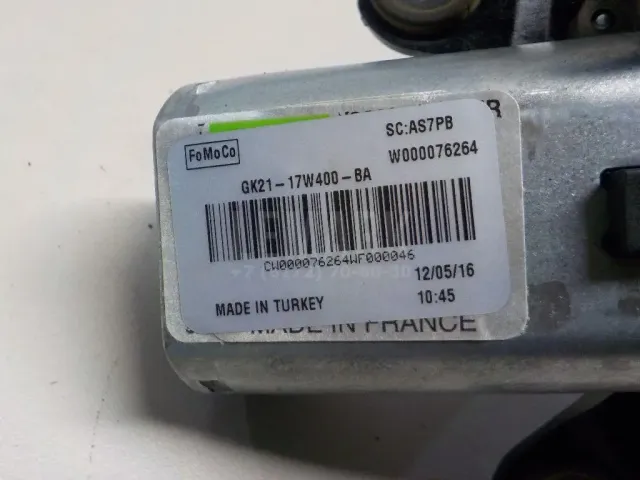 SC:AS7PB
FoMoCo
W000076264
GK21-17W400-BA
CW000076264WF000046
12/05/16
MADE IN TURKEY
10:45
MADE IN FRANCE